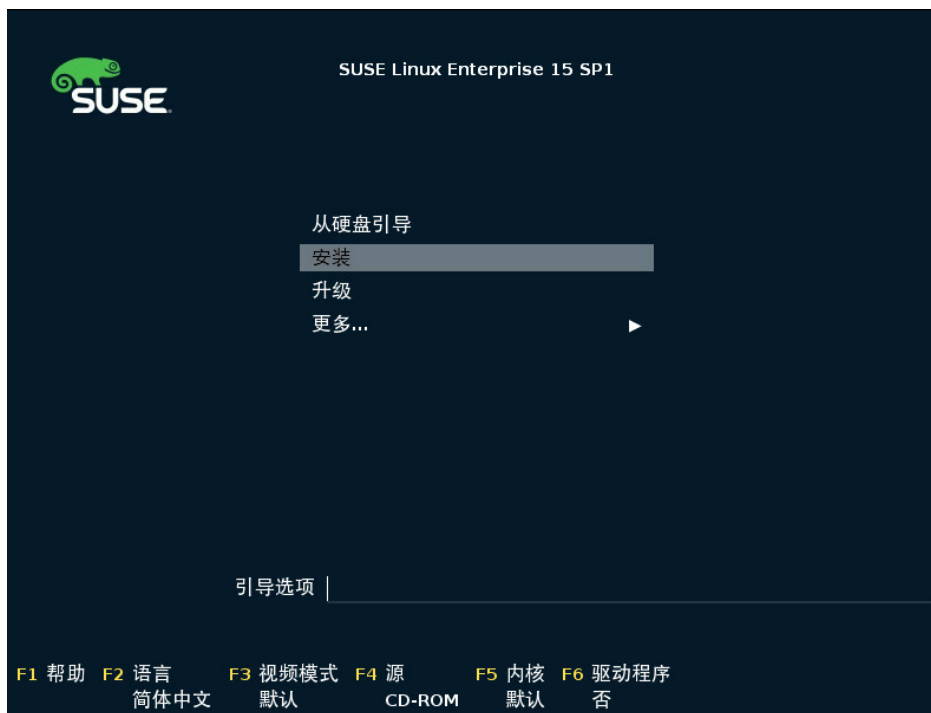 SUSE Linux Enterprise 15 SP1
SUSE.
从硬盘引导
安装
升级
更多...
引导选项
F1 帮助 F2 语言 F3 视频模式 F4 源 F5 内核 F6 驱动程序
简体中文 默认 CD-ROM 默认 否